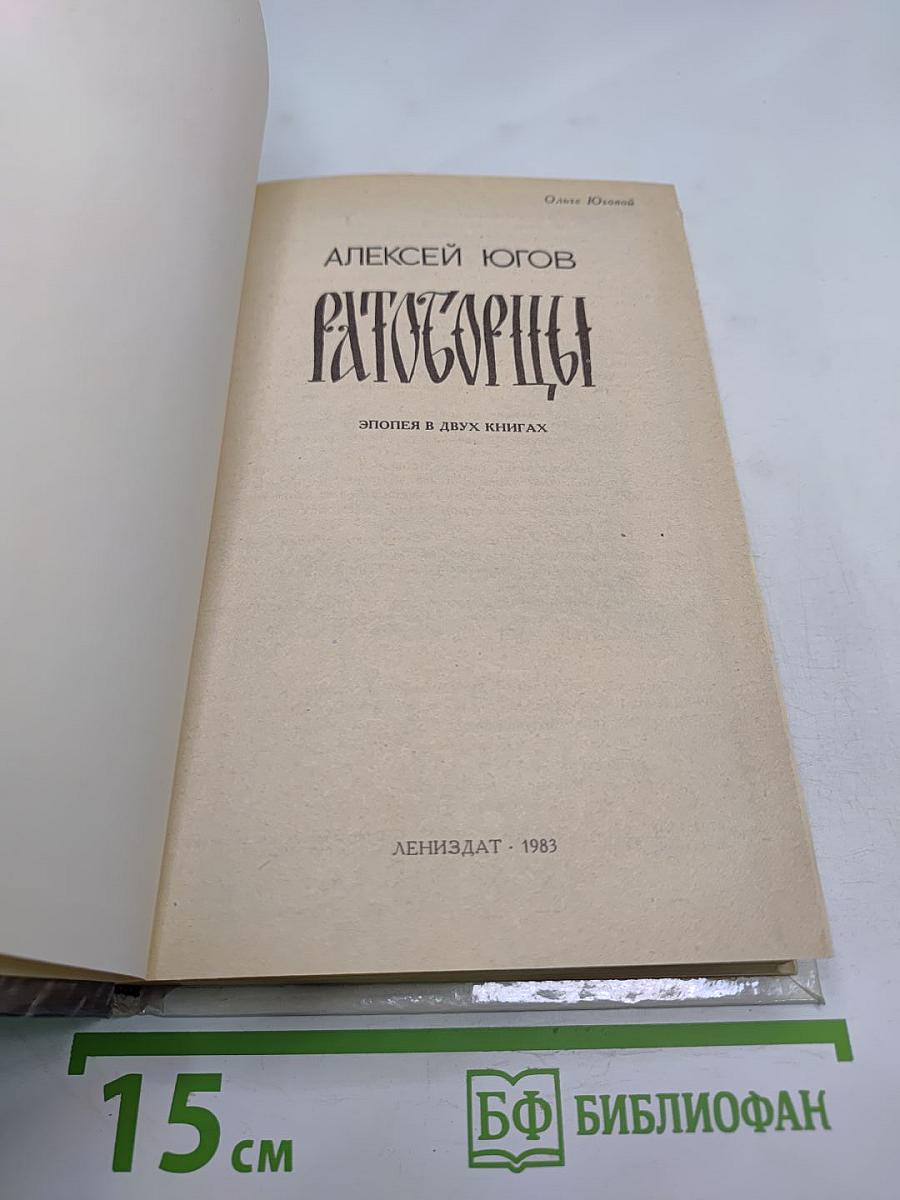 Ольге Юговой
АЛЕКСЕЙ ЮГОВ
РАТОБОРЦЫ
ЭПОПЕЯ В ДВУХ КНИГАХ
ЛЕНИЗДАТ · 1983
15 см
БФ БИБЛИОФАН